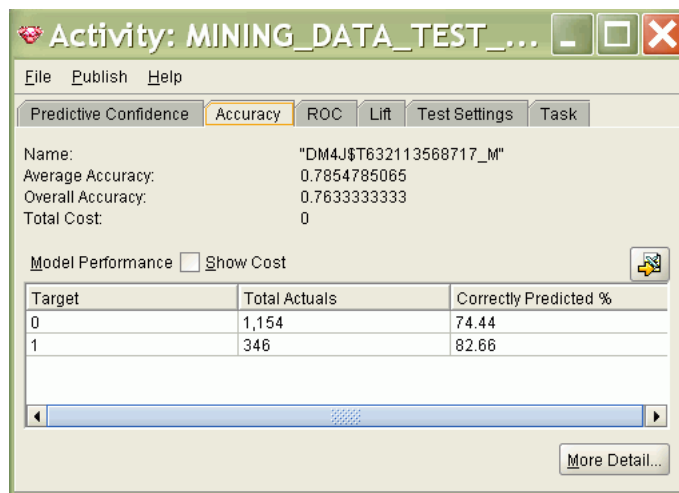 Activity: MINING_DATA_TEST_...
File Publish Help
Predictive Confidence Accuracy ROC Lift Test Settings Task
Name: "DM4J$T632113568717_M"
Average Accuracy: 0.7854785065
Overall Accuracy: 0.7633333333
Total Cost: 0
Model Performance Show Cost
Target Total Actuals Correctly Predicted %
0 1,154 74.44
1 346 82.66
More Detail...